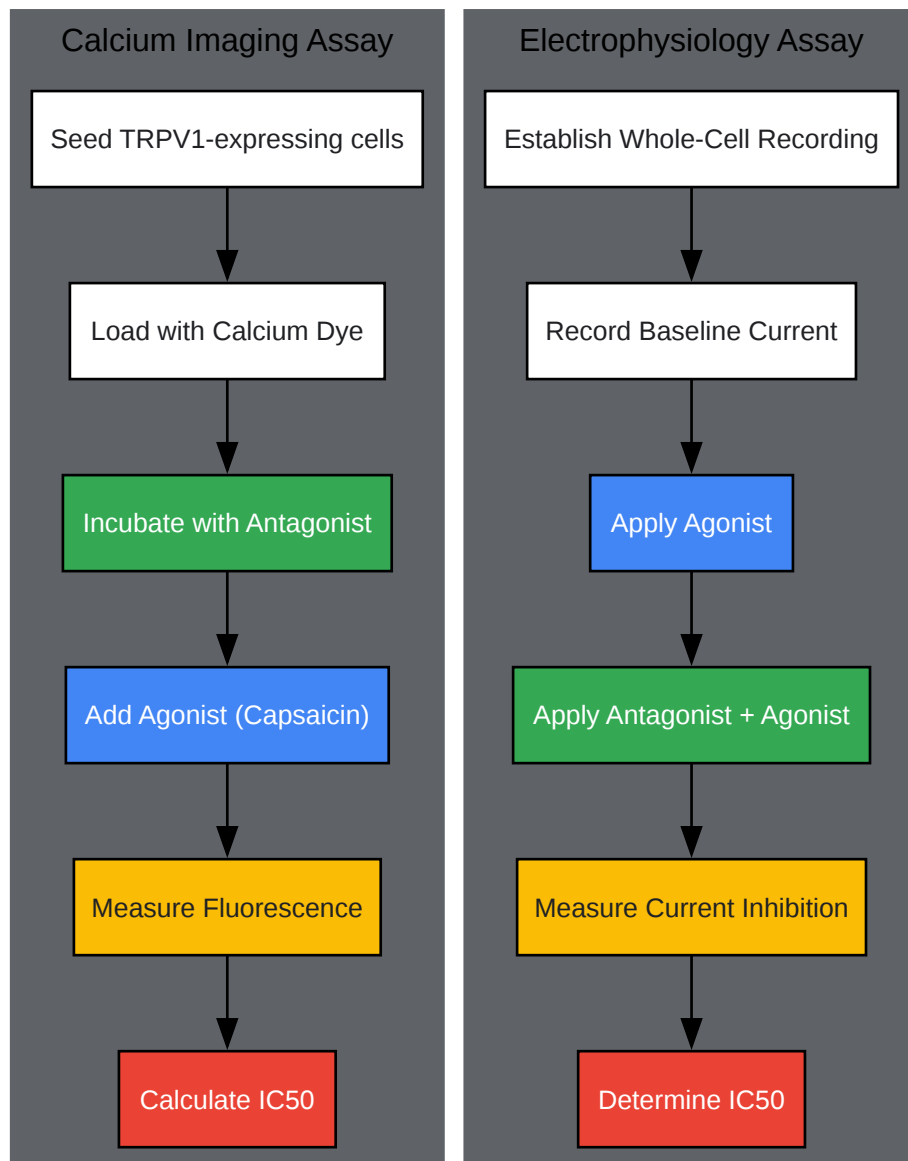 Calcium Imaging Assay
Seed TRPV1-expressing cells
Load with Calcium Dye
Incubate with Antagonist
Add Agonist (Capsaicin)
Measure Fluorescence
Calculate IC50
Electrophysiology Assay
Establish Whole-Cell Recording
Record Baseline Current
Apply Agonist
Apply Antagonist + Agonist
Measure Current Inhibition
Determine IC50